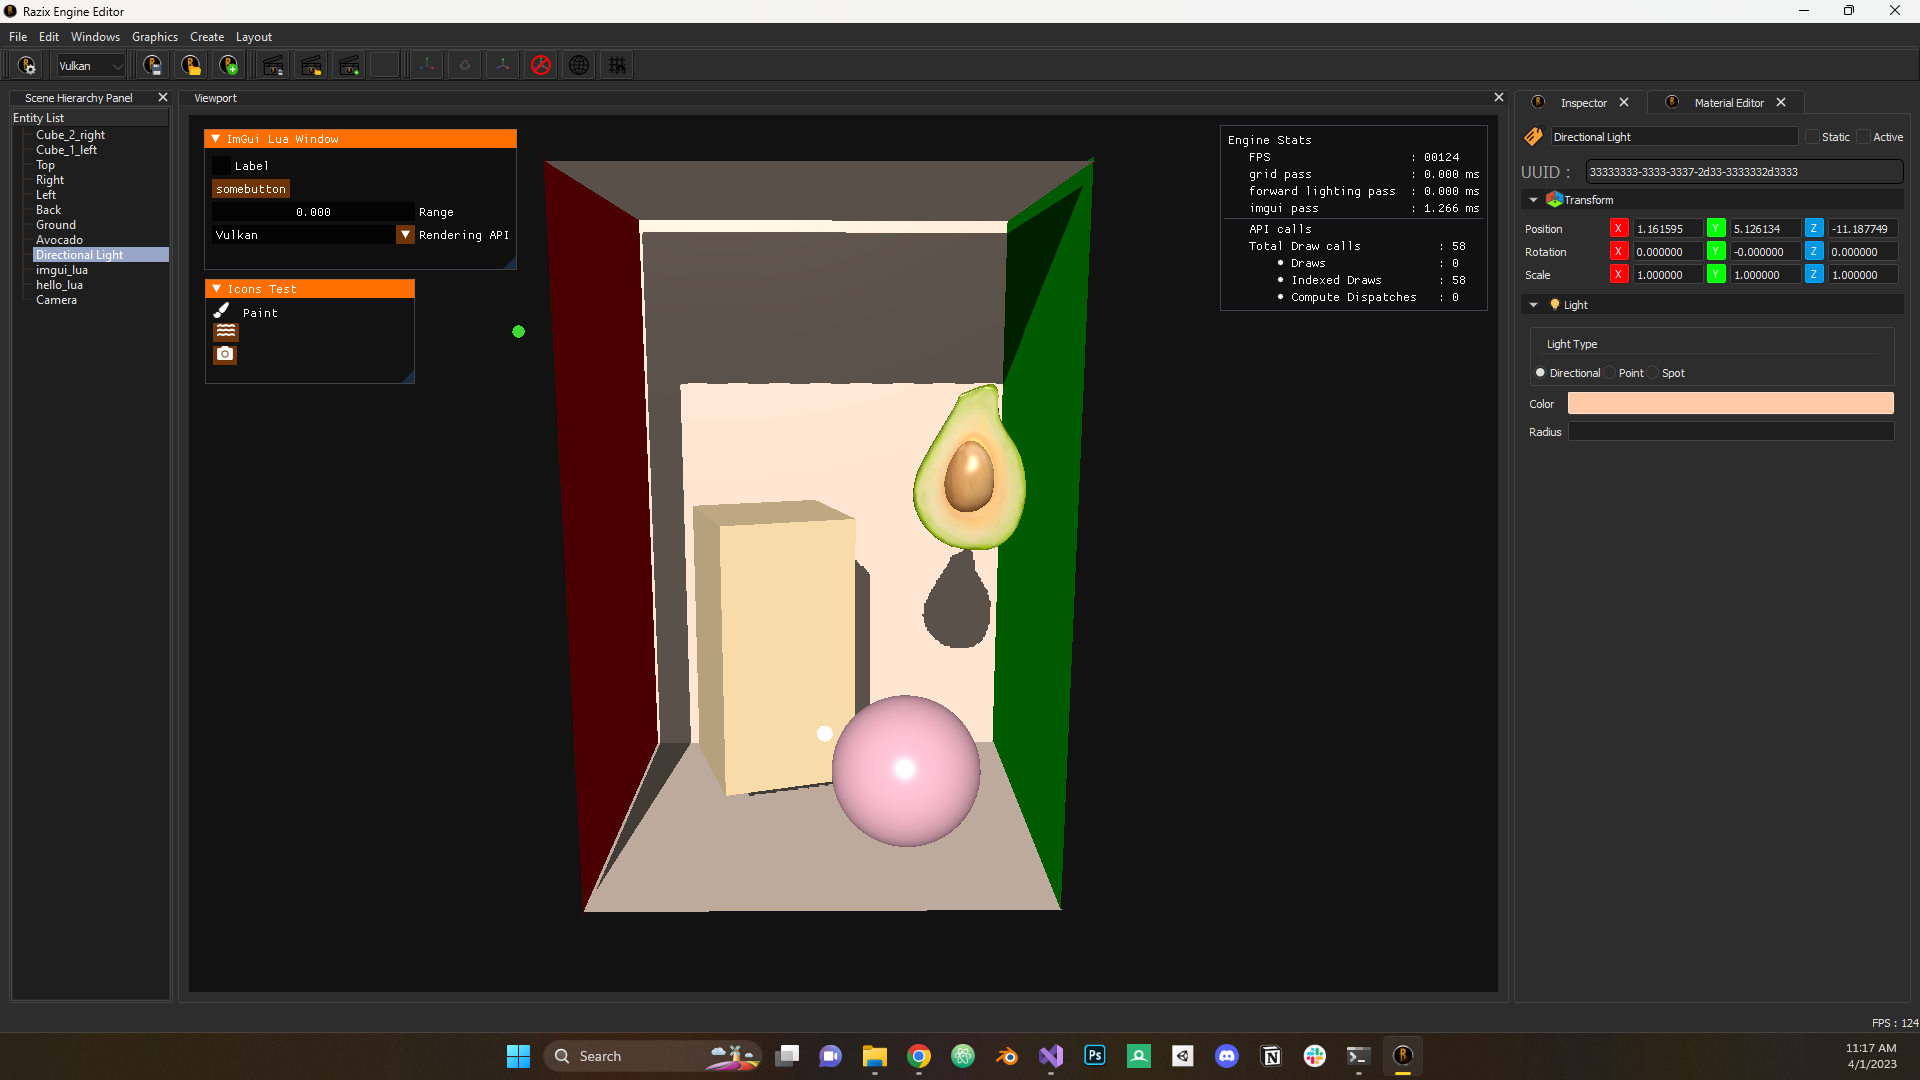 Razix Engine Editor
File Edit Windows Graphics Create Layout
Vulkan
Scene Hierarchy Panel
Entity List
Cube_2_right
Cube_1_left
Top
Right
Left
Back
Ground
Avocado
Directional Light
imgui_lua
hello_lua
Camera
Viewport
ImGui Lua Window
Label
somebutton
0.000 Range
Vulkan Rendering API
Icons Test
Paint
Engine Stats
FPS : 00124
grid pass : 0.000 ms
forward lighting pass : 0.000 ms
imgui pass : 1.266 ms
API calls
Total Draw calls : 58
Draws : 0
Indexed Draws : 58
Compute Dispatches : 0
Inspector Material Editor
Directional Light Static Active
UUID : 33333333-3333-3337-2d33-3333332d3333
Transform
Position X 1.161595 Y 5.126134 Z -11.187749
Rotation X 0.000000 Y -0.000000 Z 0.000000
Scale X 1.000000 Y 1.000000 Z 1.000000
Light
Light Type
Directional Point Spot
Color
Radius
FPS : 124
Search
Ps
11:17 AM
4/1/2023